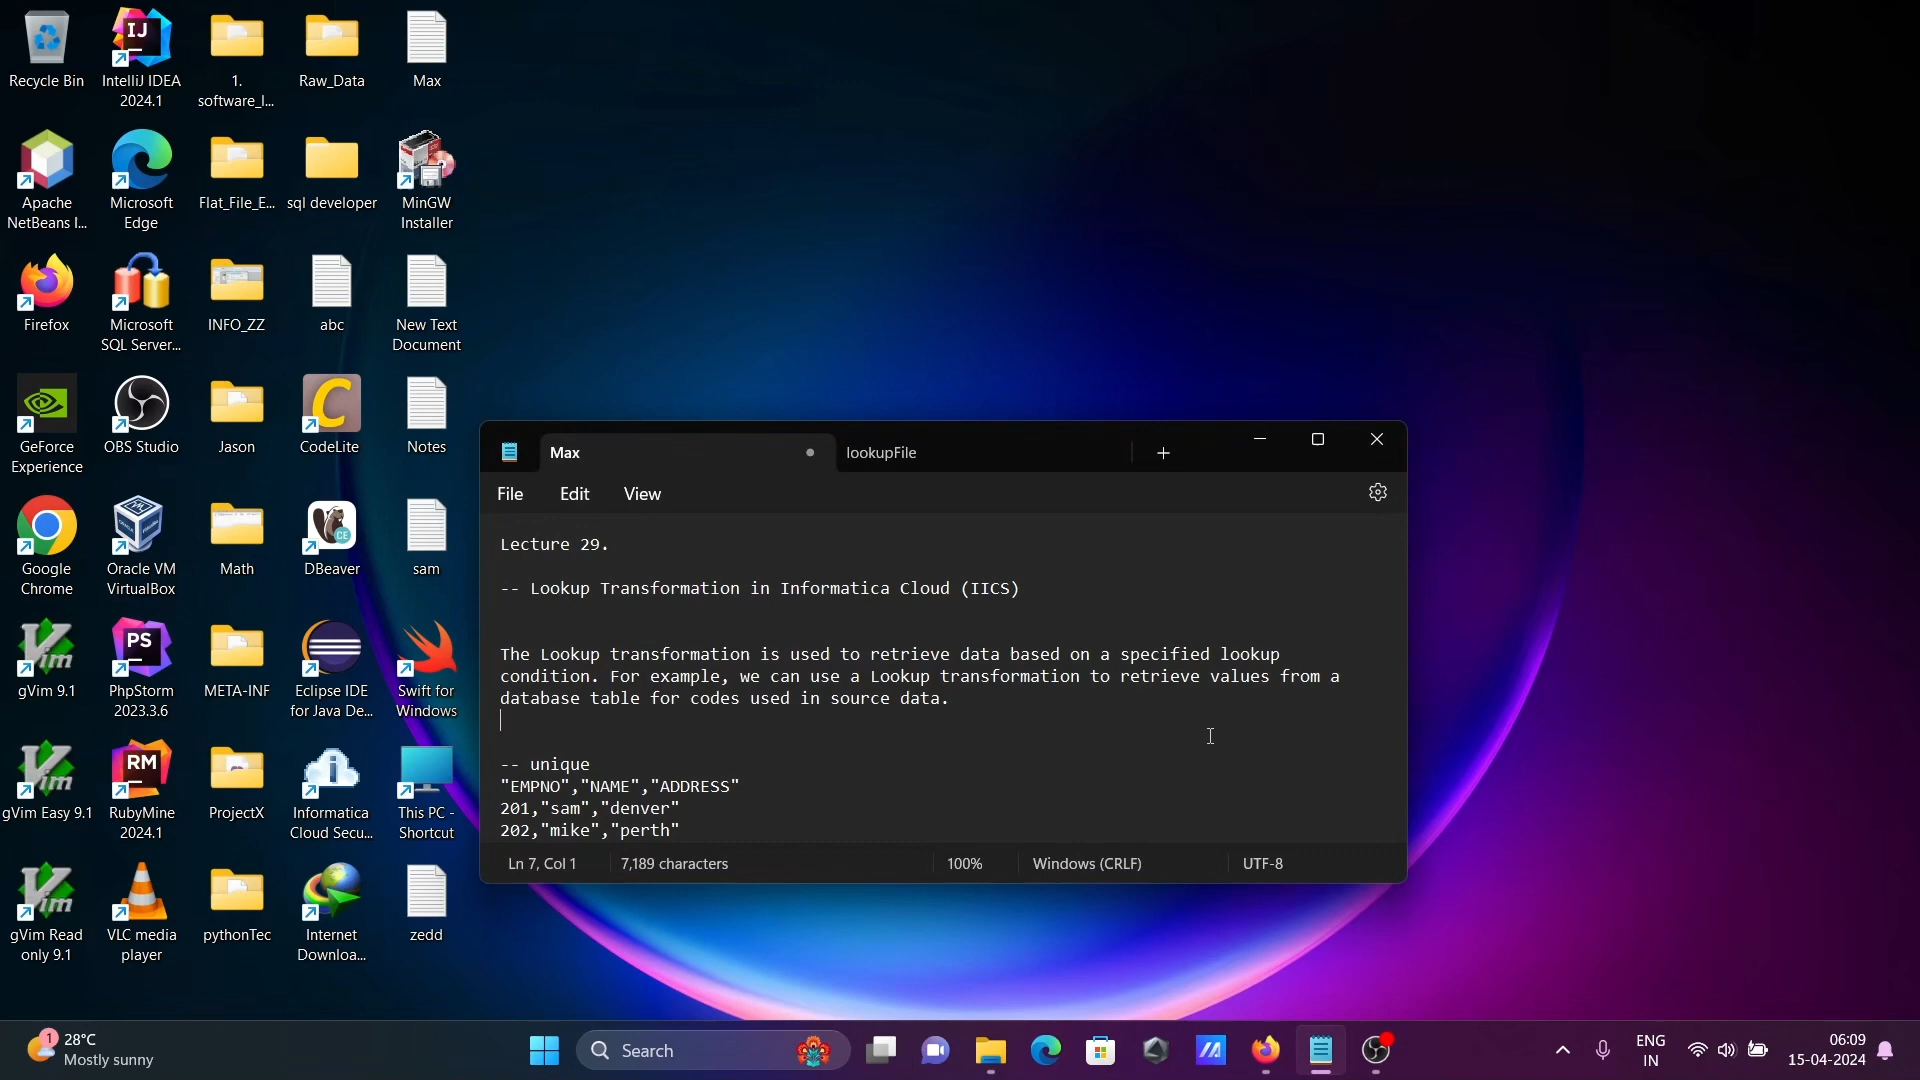 Recycle Bin
IntelliJ IDEA
2024.1
1.
software_l...
Raw_Data
Max
Apache
NetBeans I...
Microsoft
Edge
Flat_File_E...
sql developer
MinGW
Installer
Firefox
Microsoft
SQL Server...
INFO_ZZ
abc
New Text
Document
GeForce
Experience
OBS Studio
Jason
CodeLite
Notes
Google
Chrome
Oracle VM
VirtualBox
Math
DBeaver
sam
gVim 9.1
PhpStorm
2023.3.6
META-INF
Eclipse IDE
for Java De...
Swift for
Windows
gVim Easy 9.1
RubyMine
2024.1
ProjectX
Informatica
Cloud Secu...
This PC -
Shortcut
gVim Read
only 9.1
VLC media
player
pythonTec
Internet
Downloa...
zedd
Max
lookupFile
File Edit View
Lecture 29.
-- Lookup Transformation in Informatica Cloud (IICS)
The Lookup transformation is used to retrieve data based on a specified lookup
condition. For example, we can use a Lookup transformation to retrieve values from a
database table for codes used in source data.
-- unique
"EMPNO","NAME","ADDRESS"
201,"sam","denver"
202,"mike","perth"
Ln 7, Col 1 7,189 characters 100% Windows (CRLF) UTF-8
1
28°C
Mostly sunny
Search
ENG
IN
06:09
15-04-2024